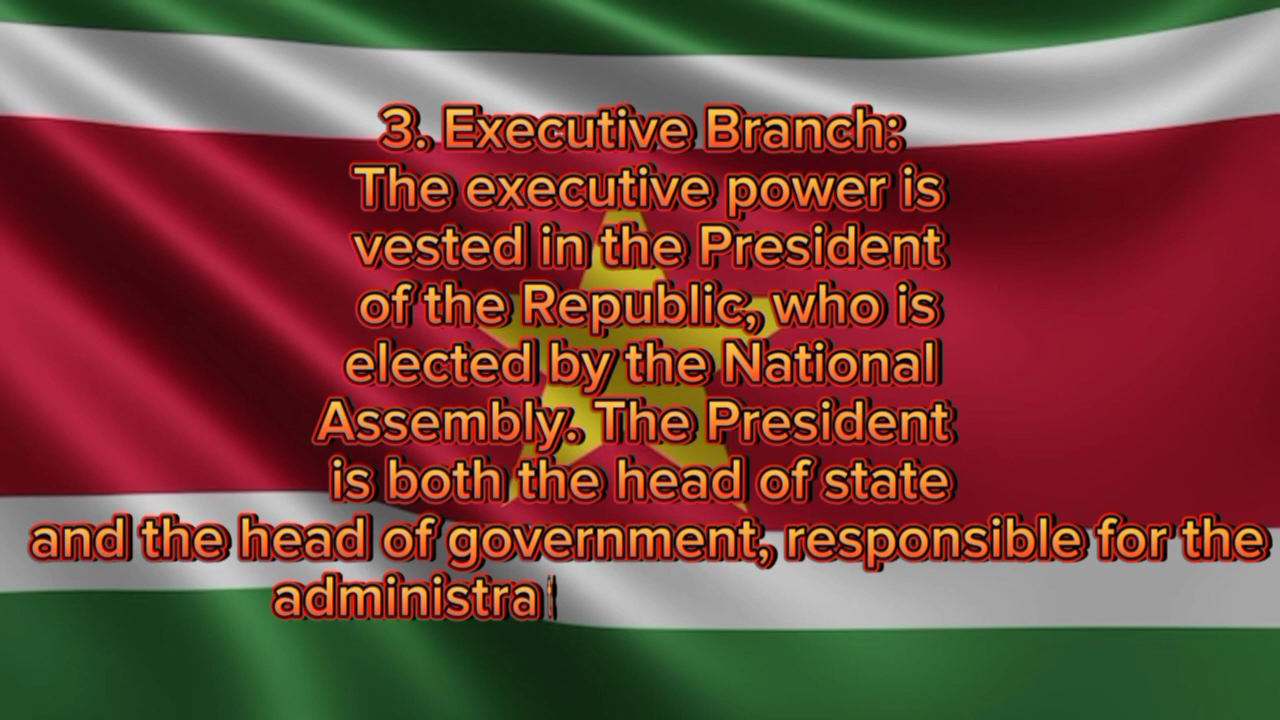 3. Executive Branch:
The executive power is
vested in the President
of the Republic, who is
elected by the National
Assembly. The President
is both the head of state
and the head of government, responsible for the
administra